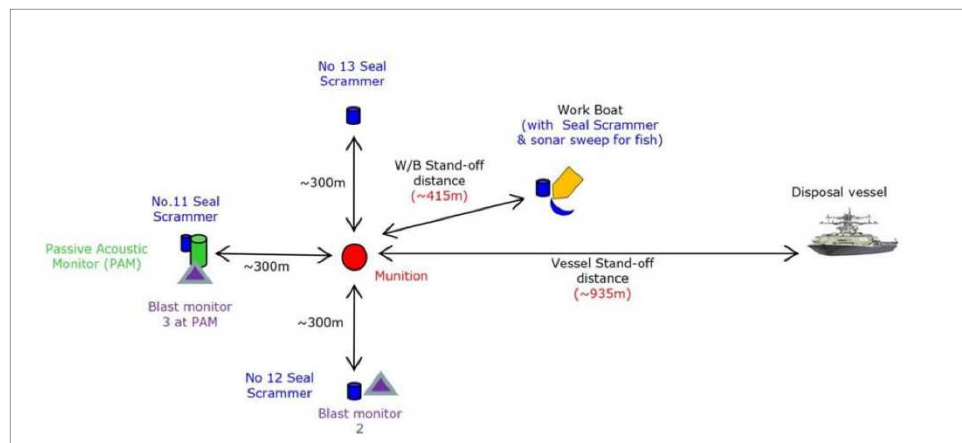 No 13 Seal
Scrammer
Work Boat
(with Seal Scrammer
& sonar sweep for fish)
~300m
W/B Stand-off
distance
(~415m)
Disposal vessel
No.11 Seal
Scrammer
Passive Acoustic
Monitor (PAM)
~300m
Munition
Vessel Stand-off
distance
(~935m)
Blast monitor
3 at PAM
~300m
No 12 Seal
Scrammer
Blast monitor
2